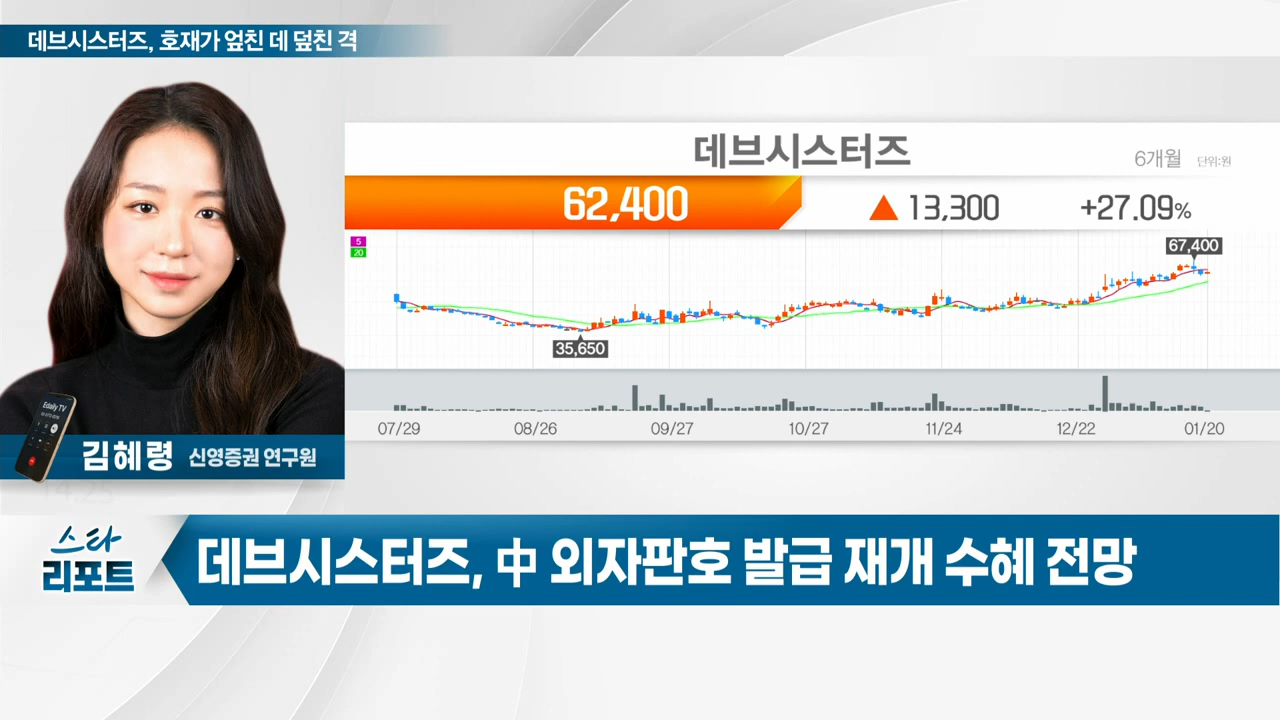 데브시스터즈, 호재가 엎친 데 덮친 격
데브시스터즈
6개월 단위:원
62,400 ▲ 13,300 +27.09%
5
20
67,400
35,650
07/29 08/26 09/27 10/27 11/24 12/22 01/20
Edaily TV
김혜령 신영증권 연구원
14:25
스타
리포트
데브시스터즈, 中 외자판호 발급 재개 수혜 전망